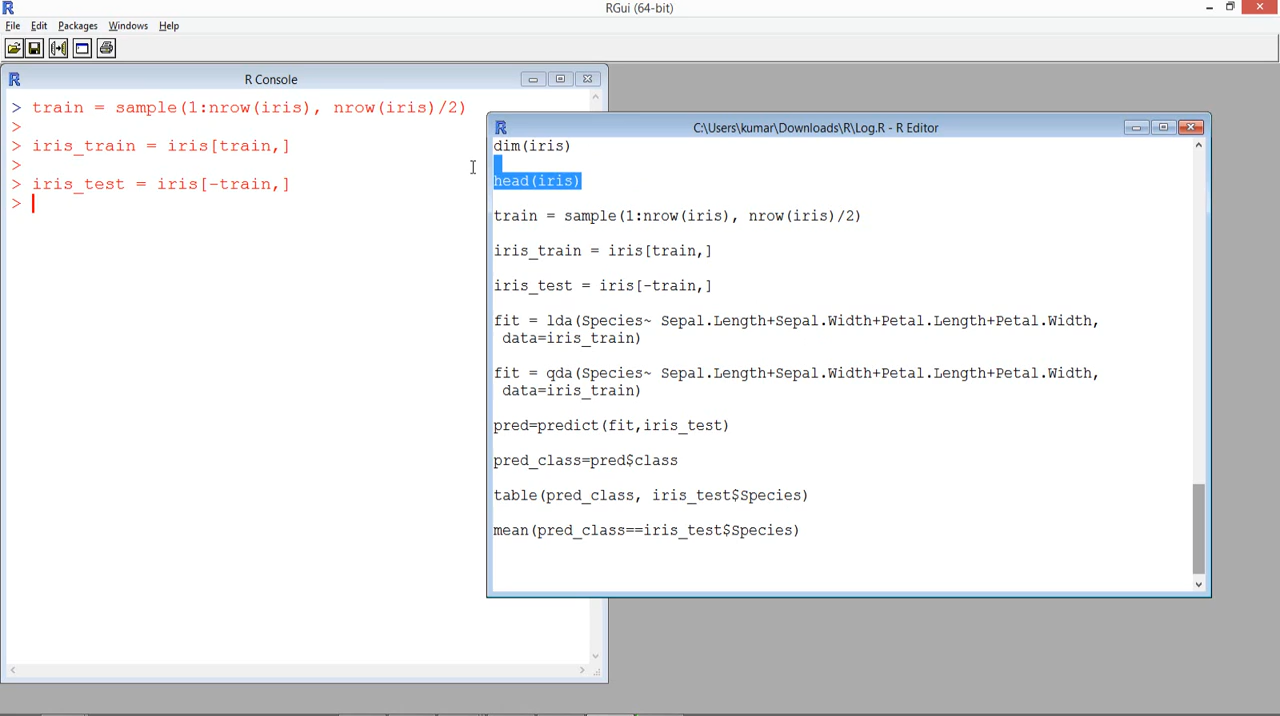 RGui (64-bit)
File Edit Packages Windows Help
R Console
> train = sample(1:nrow(iris), nrow(iris)/2)
>
> iris_train = iris[train,]
>
> iris_test = iris[-train,]
>
C:\Users\kumar\Downloads\R\Log.R - R Editor
dim(iris)
head(iris)
train = sample(1:nrow(iris), nrow(iris)/2)
iris_train = iris[train,]
iris_test = iris[-train,]
fit = lda(Species~ Sepal.Length+Sepal.Width+Petal.Length+Petal.Width,
data=iris_train)
fit = qda(Species~ Sepal.Length+Sepal.Width+Petal.Length+Petal.Width,
data=iris_train)
pred=predict(fit,iris_test)
pred_class=pred$class
table(pred_class, iris_test$Species)
mean(pred_class==iris_test$Species)